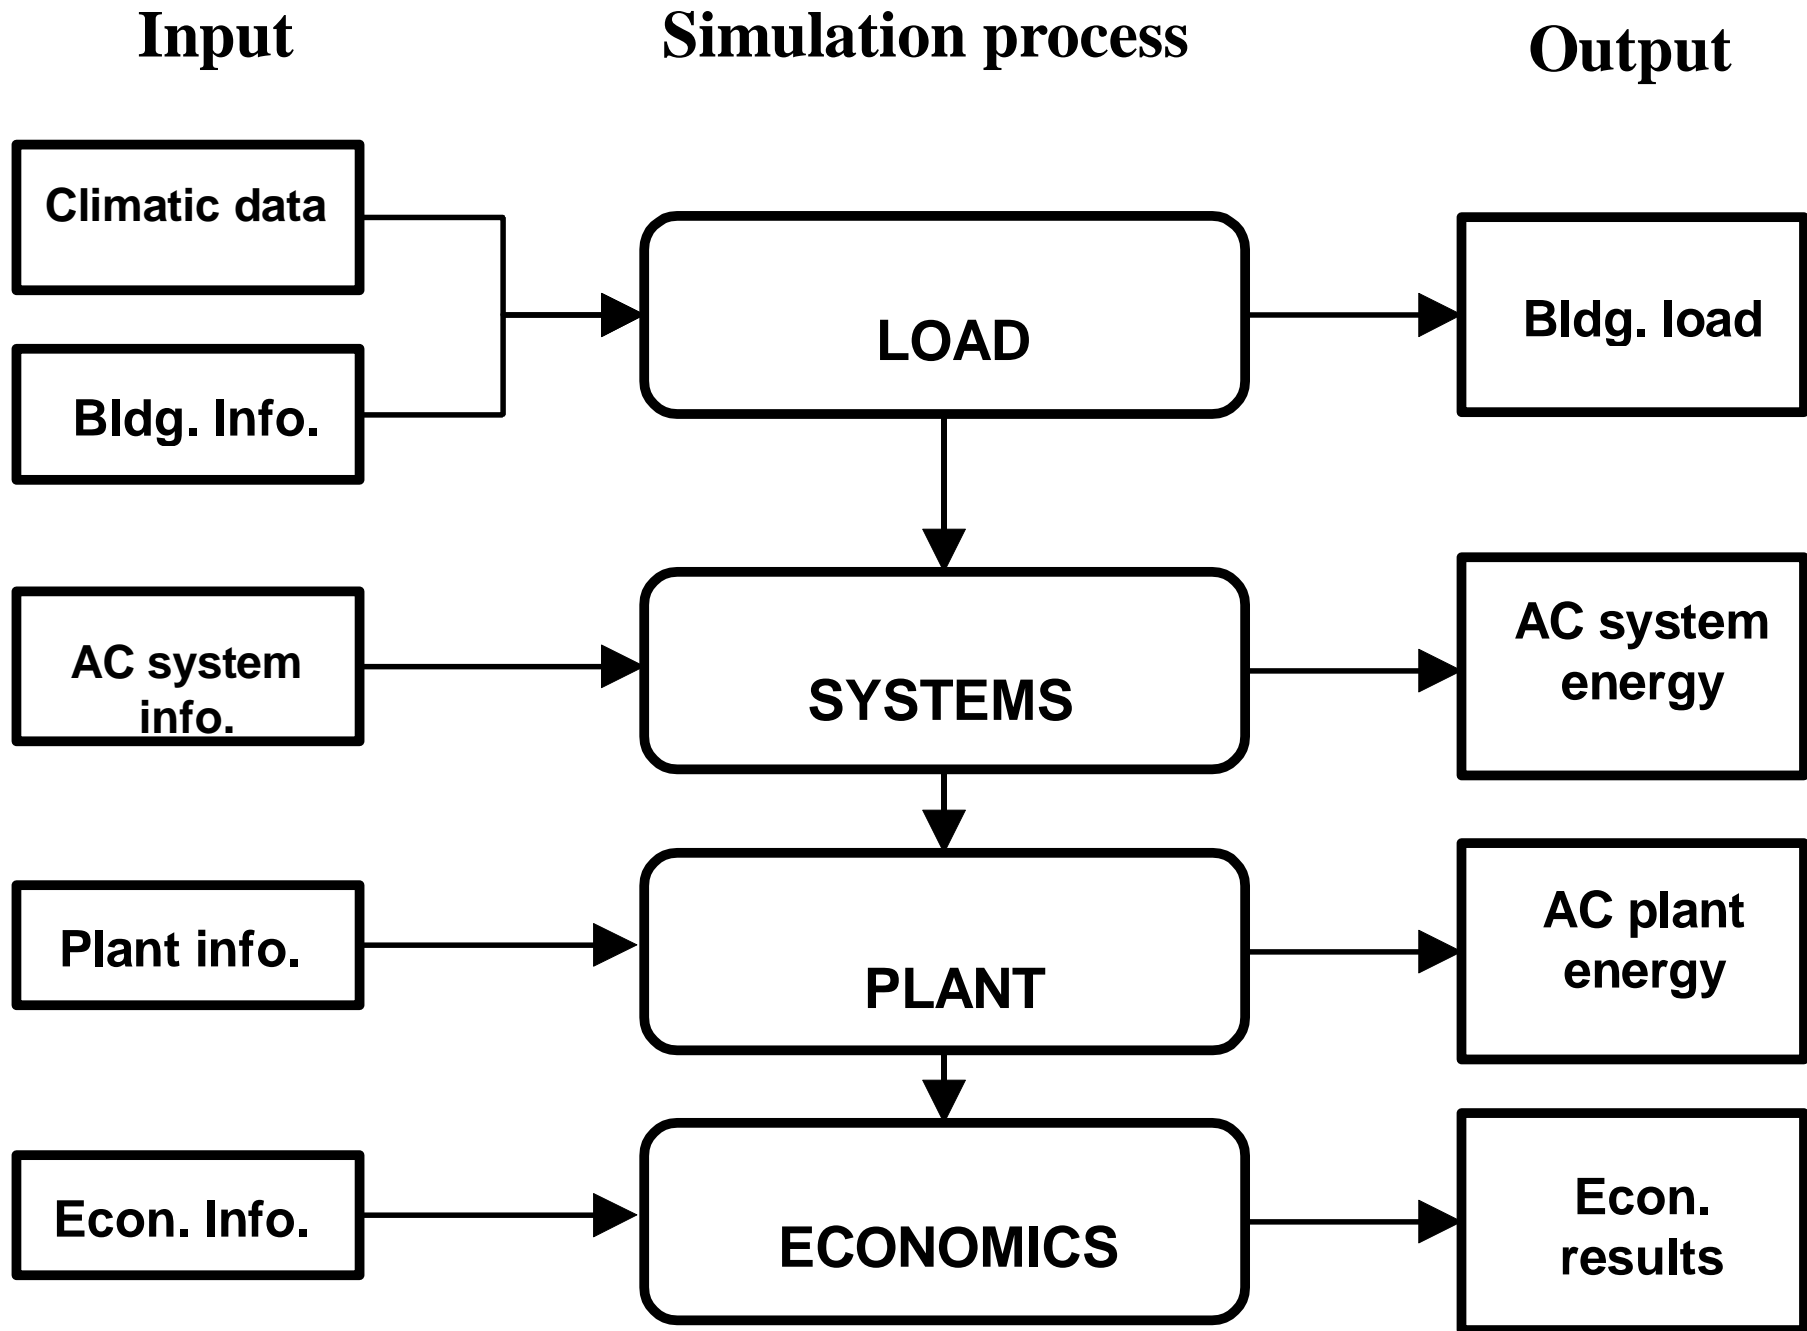 Input
Simulation process
Output
Climatic data
LOAD
Bldg. load
Bldg. Info.
AC system
info.
SYSTEMS
AC system
energy
Plant info.
PLANT
AC plant
energy
Econ. Info.
ECONOMICS
Econ.
results